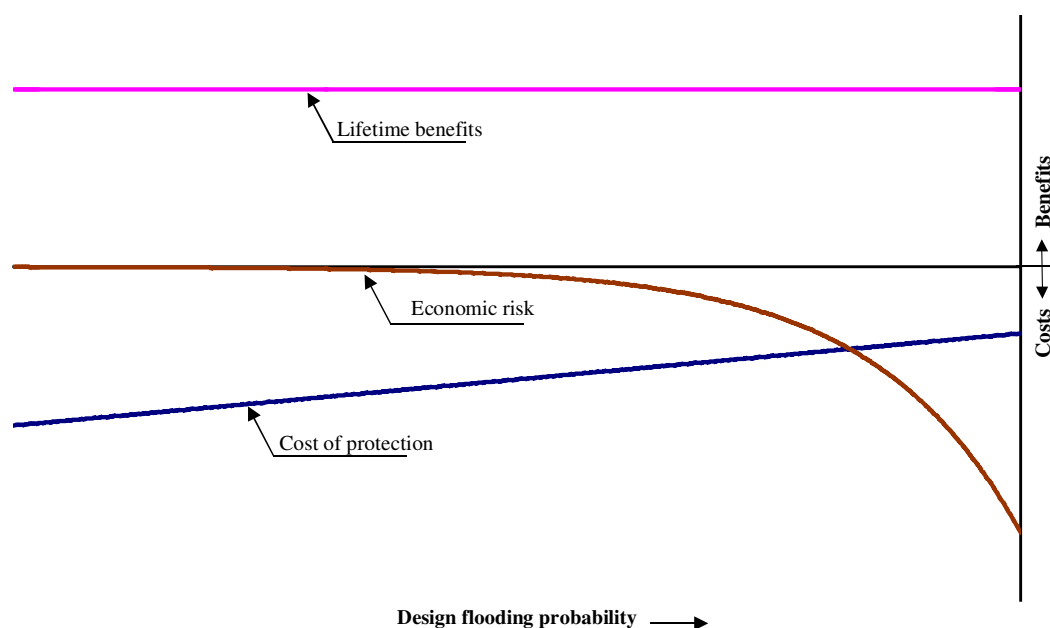 Lifetime benefits
Benefits
Economic risk
Costs
Cost of protection
Design flooding probability